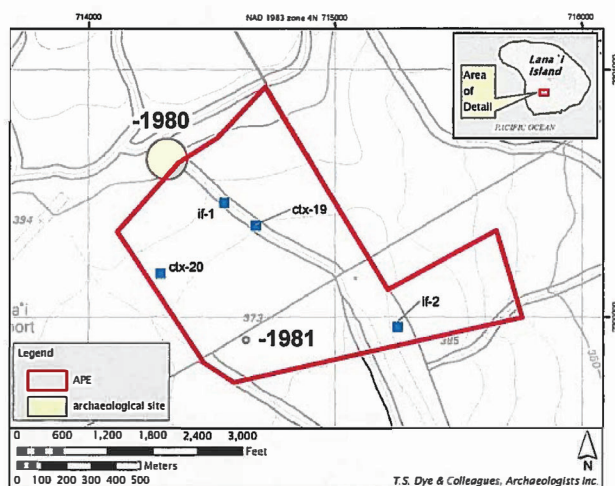 714000 NAD 1983 zone 4N 715000 716000
Lana`i
island
Area
of
Detail
PACIFIC OCEAN
-1980
if-1
ctx-19
394
ctx-20
if-2
373
-1981
385
a`i
port
350
Legend
APE
archaeological site
0 600 1,200 1,800 2,400 3,000
Feet
Meters
0 100 200 300 400 500
N
T.S. Dye & Colleagues, Archaeologists Inc.